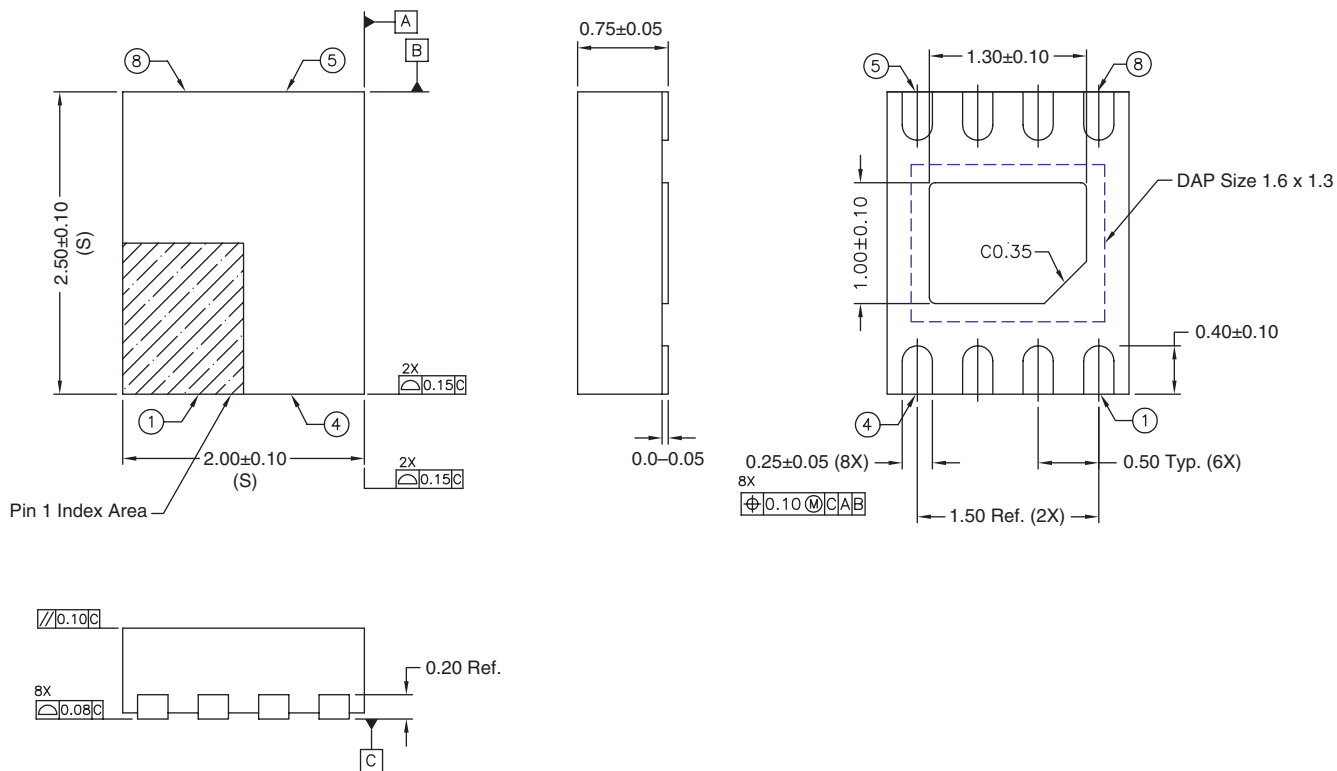 A
B
8
5
2.50±0.10
(S)
2X
⌓ 0.15 C
1
4
2.00±0.10
(S)
2X
⌓ 0.15 C
Pin 1 Index Area
0.75±0.05
0.0–0.05
5
1.30±0.10
8
DAP Size 1.6 x 1.3
1.00±0.10
C0.35
0.40±0.10
4
1
0.25±0.05 (8X)
0.50 Typ. (6X)
8X
⌖ 0.10 Ⓜ C A B
1.50 Ref. (2X)
// 0.10 C
0.20 Ref.
8X
⌓ 0.08 C
C